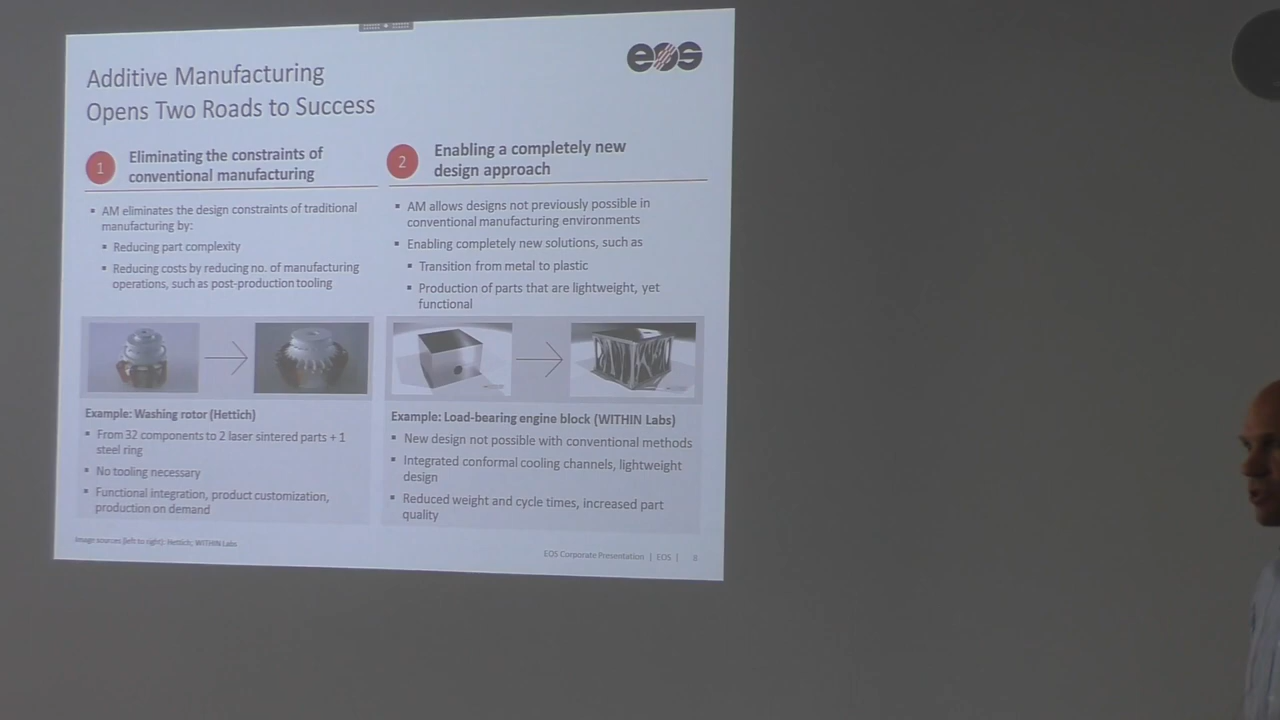 eos
Additive Manufacturing
Opens Two Roads to Success
1
Eliminating the constraints of
conventional manufacturing
▪ AM eliminates the design constraints of traditional
manufacturing by:
▪ Reducing part complexity
▪ Reducing costs by reducing no. of manufacturing
operations, such as post-production tooling
Example: Washing rotor (Hettich)
▪ From 32 components to 2 laser sintered parts + 1
steel ring
▪ No tooling necessary
▪ Functional integration, product customization,
production on demand
2
Enabling a completely new
design approach
▪ AM allows designs not previously possible in
conventional manufacturing environments
▪ Enabling completely new solutions, such as
▪ Transition from metal to plastic
▪ Production of parts that are lightweight, yet
functional
Example: Load-bearing engine block (WITHIN Labs)
▪ New design not possible with conventional methods
▪ Integrated conformal cooling channels, lightweight
design
▪ Reduced weight and cycle times, increased part
quality
Image sources (left to right): Hettich; WITHIN Labs
EOS Corporate Presentation | EOS | 8